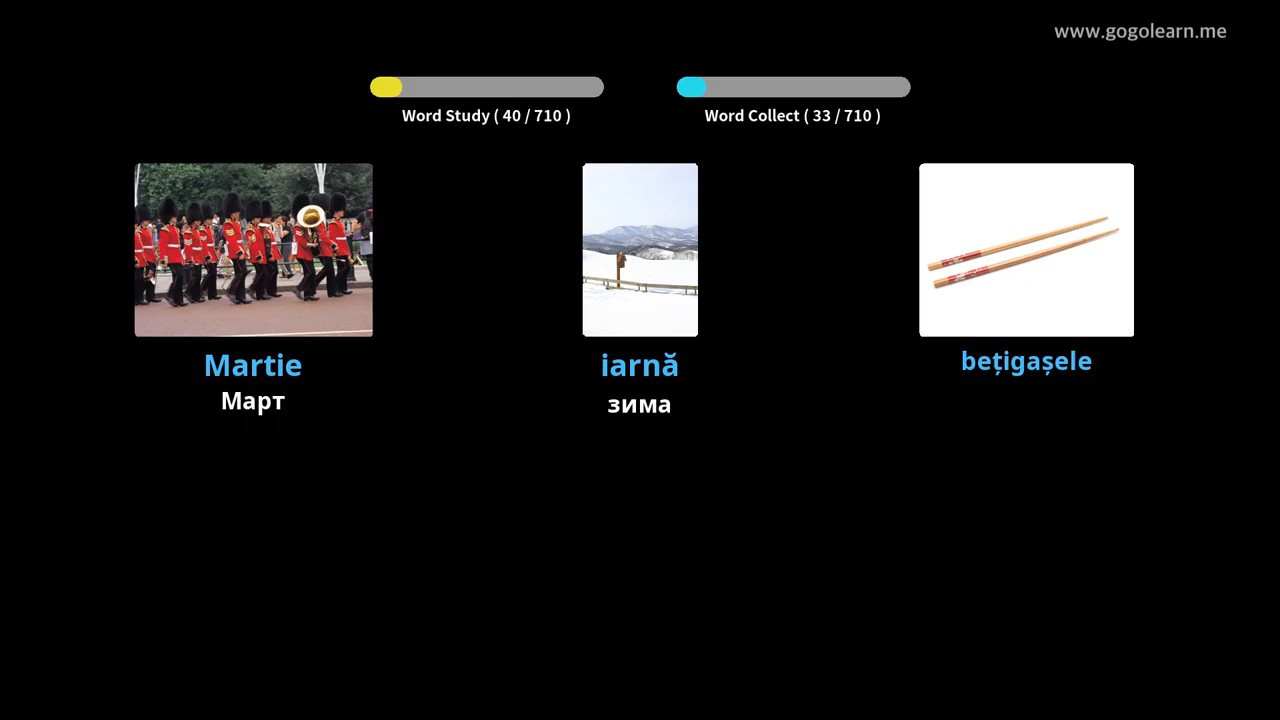 www.gogolearn.me
Word Study ( 40 / 710 )
Word Collect ( 33 / 710 )
Martie
Март
iarnă
зима
bețigașele